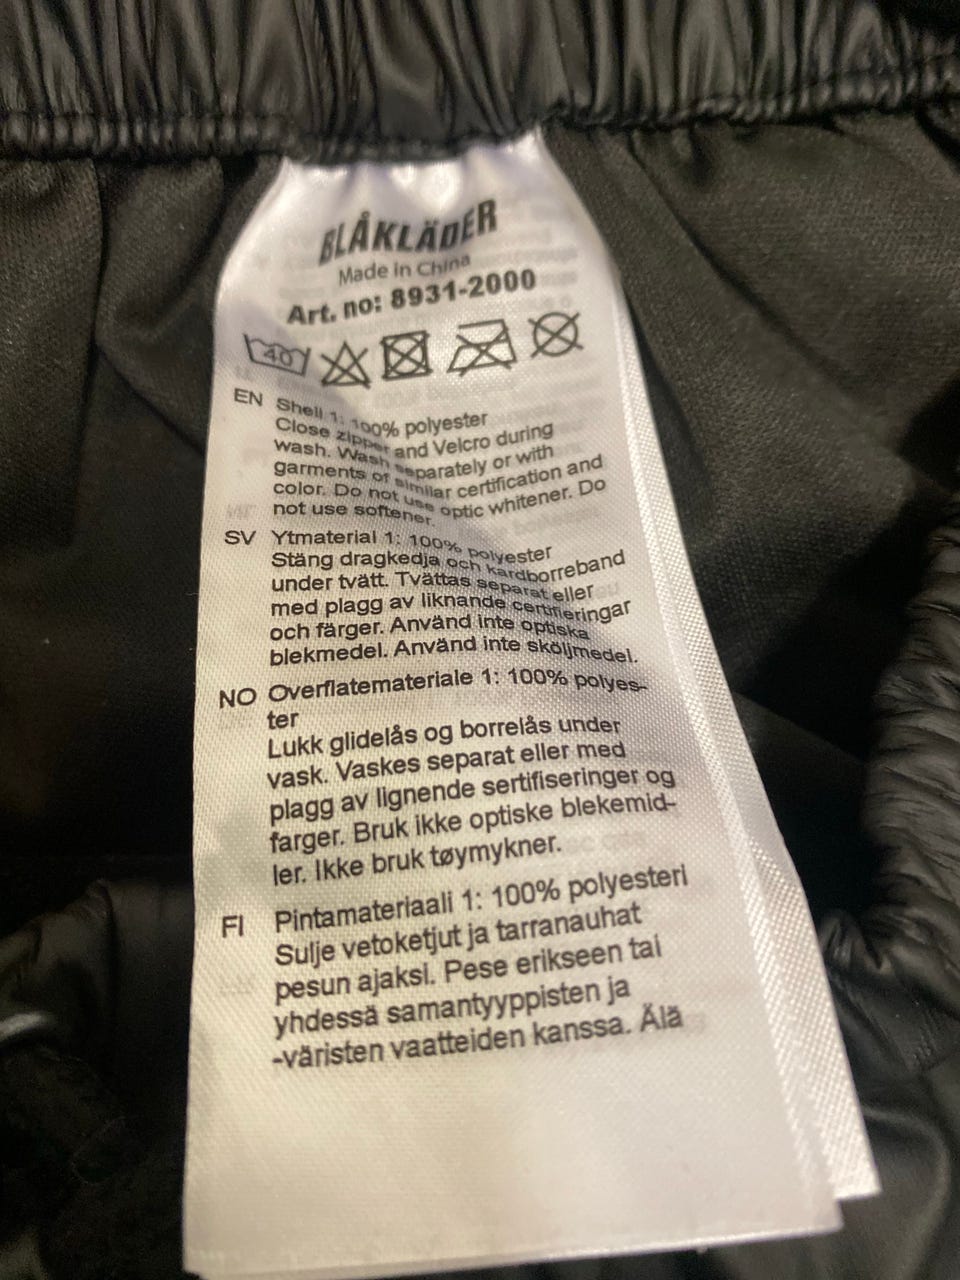 BLÅKLÄDER
Made in China
Art. no: 8931-2000
40
EN Shell 1: 100% polyester
Close zipper and Velcro during
wash. Wash separately or with
garments of similar certification and
color. Do not use optic whitener. Do
not use softener.
SV Ytmaterial 1: 100% polyester
Stäng dragkedja och kardborreband
under tvätt. Tvättas separat eller
med plagg av liknande certifieringar
och färger. Använd inte optiska
blekmedel. Använd inte sköljmedel.
NO Overflatemateriale 1: 100% polyes-
ter
Lukk glidelås og borrelås under
vask. Vaskes separat eller med
plagg av lignende sertifiseringer og
farger. Bruk ikke optiske blekemid-
ler. Ikke bruk tøymykner.
FI Pintamateriaali 1: 100% polyesteri
Sulje vetoketjut ja tarranauhat
pesun ajaksi. Pese erikseen tai
yhdessä samantyyppisten ja
-väristen vaatteiden kanssa. Älä